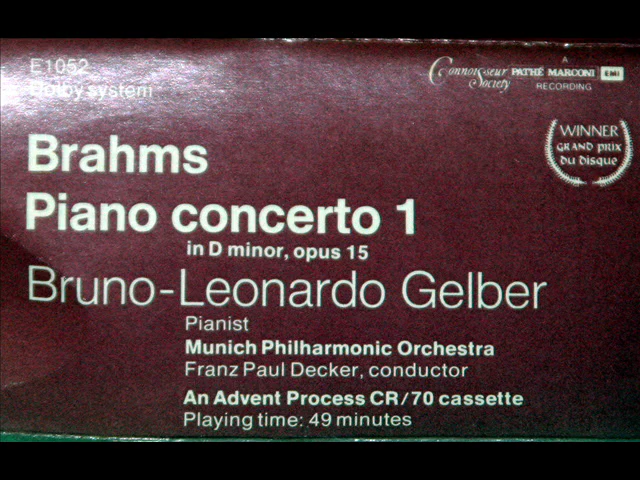 E1052
Dolby system
Connoisseur Society
A
PATHÉ MARCONI EMI
RECORDING
WINNER
GRAND PRIX
du DISQUE
Brahms
Piano concerto 1
in D minor, opus 15
Bruno-Leonardo Gelber
Pianist
Munich Philharmonic Orchestra
Franz Paul Decker, conductor
An Advent Process CR/70 cassette
Playing time: 49 minutes